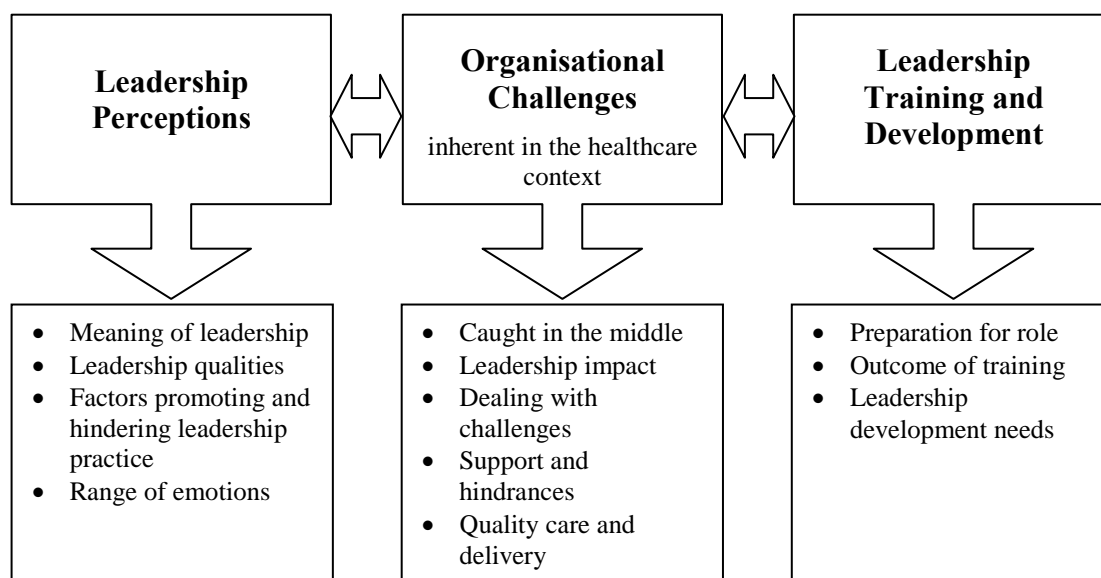 Leadership
Perceptions
Organisational
Challenges
inherent in the healthcare
context
Leadership
Training and
Development
• Meaning of leadership
• Leadership qualities
• Factors promoting and
hindering leadership
practice
• Range of emotions
• Caught in the middle
• Leadership impact
• Dealing with
challenges
• Support and
hindrances
• Quality care and
delivery
• Preparation for role
• Outcome of training
• Leadership
development needs